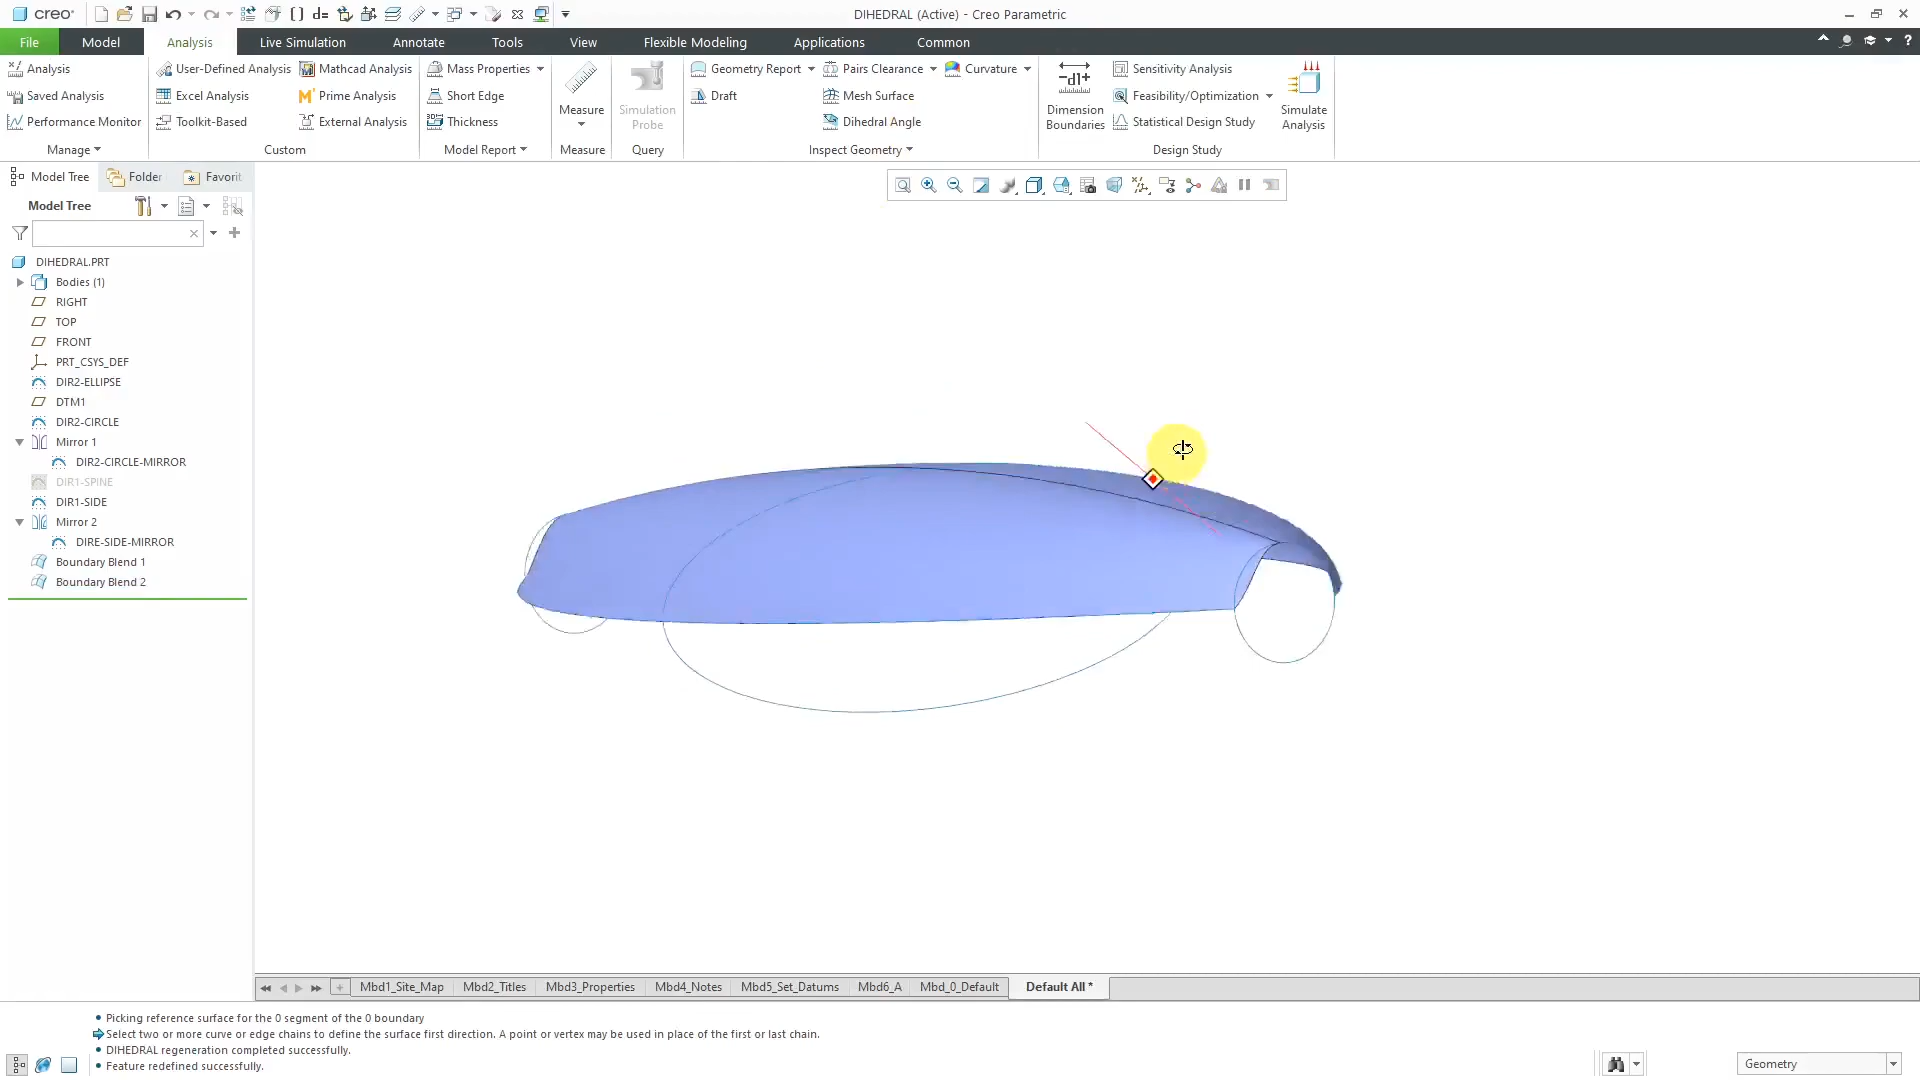 creo
DIHEDRAL (Active) - Creo Parametric
File
Model
Analysis
Live Simulation
Annotate
Tools
View
Flexible Modeling
Applications
Common
Analysis
Saved Analysis
Performance Monitor
Manage
User-Defined Analysis
Excel Analysis
Toolkit-Based
Mathcad Analysis
Prime Analysis
External Analysis
Custom
Mass Properties
Short Edge
Thickness
Model Report
Measure
Measure
Simulation
Probe
Query
Geometry Report
Draft
Pairs Clearance
Mesh Surface
Dihedral Angle
Curvature
Inspect Geometry
Dimension
Boundaries
Sensitivity Analysis
Feasibility/Optimization
Statistical Design Study
Simulate
Analysis
Design Study
Model Tree
Folder
Favorit
Model Tree
DIHEDRAL.PRT
Bodies (1)
RIGHT
TOP
FRONT
PRT_CSYS_DEF
DIR2-ELLIPSE
DTM1
DIR2-CIRCLE
Mirror 1
DIR2-CIRCLE-MIRROR
DIR1-SPINE
DIR1-SIDE
Mirror 2
DIRE-SIDE-MIRROR
Boundary Blend 1
Boundary Blend 2
Mbd1_Site_Map
Mbd2_Titles
Mbd3_Properties
Mbd4_Notes
Mbd5_Set_Datums
Mbd6_A
Mbd_0_Default
Default All *
• Picking reference surface for the 0 segment of the 0 boundary
Select two or more curve or edge chains to define the surface first direction. A point or vertex may be used in place of the first or last chain.
• DIHEDRAL regeneration completed successfully.
• Feature redefined successfully.
Geometry